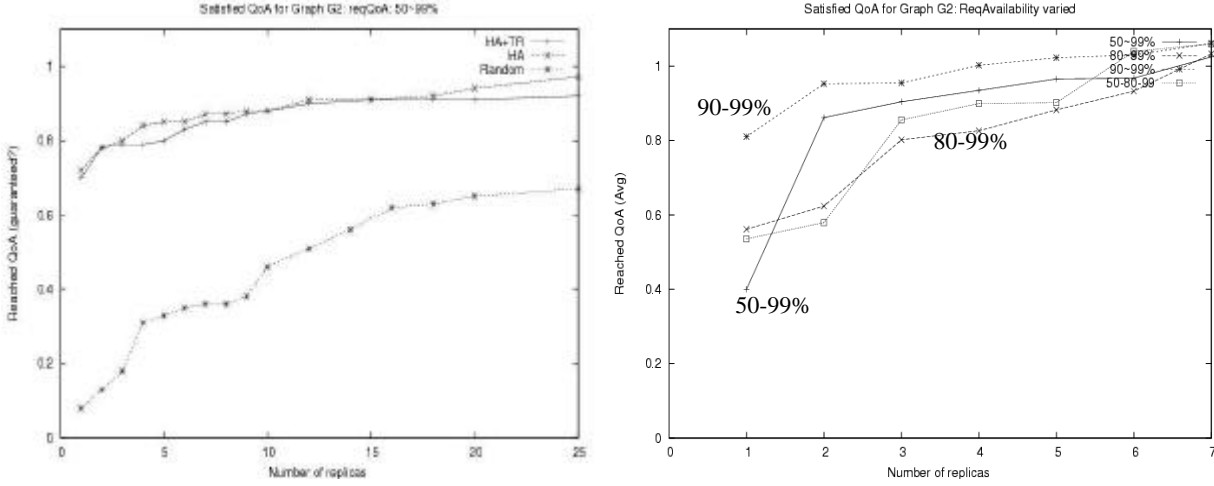 Satisfied QoA for Graph G2: reqQoA: 50~99%
HA+TR
HA
Random
1
0.8
0.6
0.4
0.2
0
0 5 10 15 20 25
Reached QoA (guaranteed?)
Number of replicas
Satisfied QoA for Graph G2: ReqAvailability varied
50~99%
80~99%
90~99%
50-80-99
90-99%
80-99%
50-99%
1
0.8
0.6
0.4
0.2
0
0 1 2 3 4 5 6 7
Reached QoA (Avg)
Number of replicas